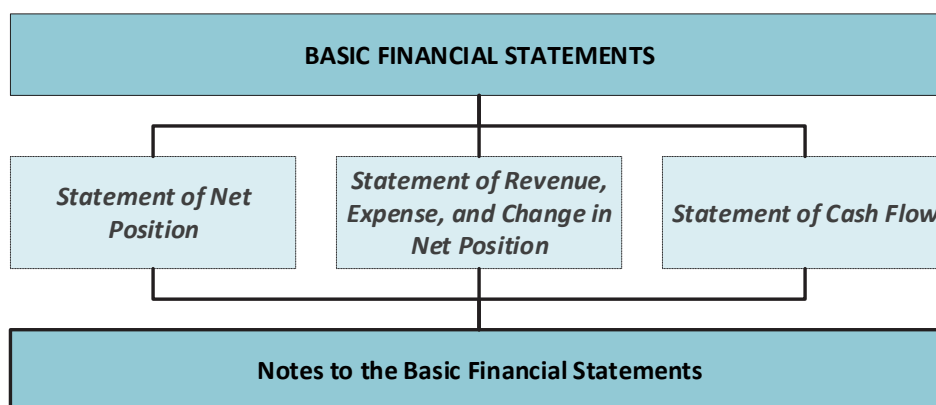 BASIC FINANCIAL STATEMENTS
Statement of Net
Position
Statement of Revenue,
Expense, and Change in
Net Position
Statement of Cash Flow
Notes to the Basic Financial Statements